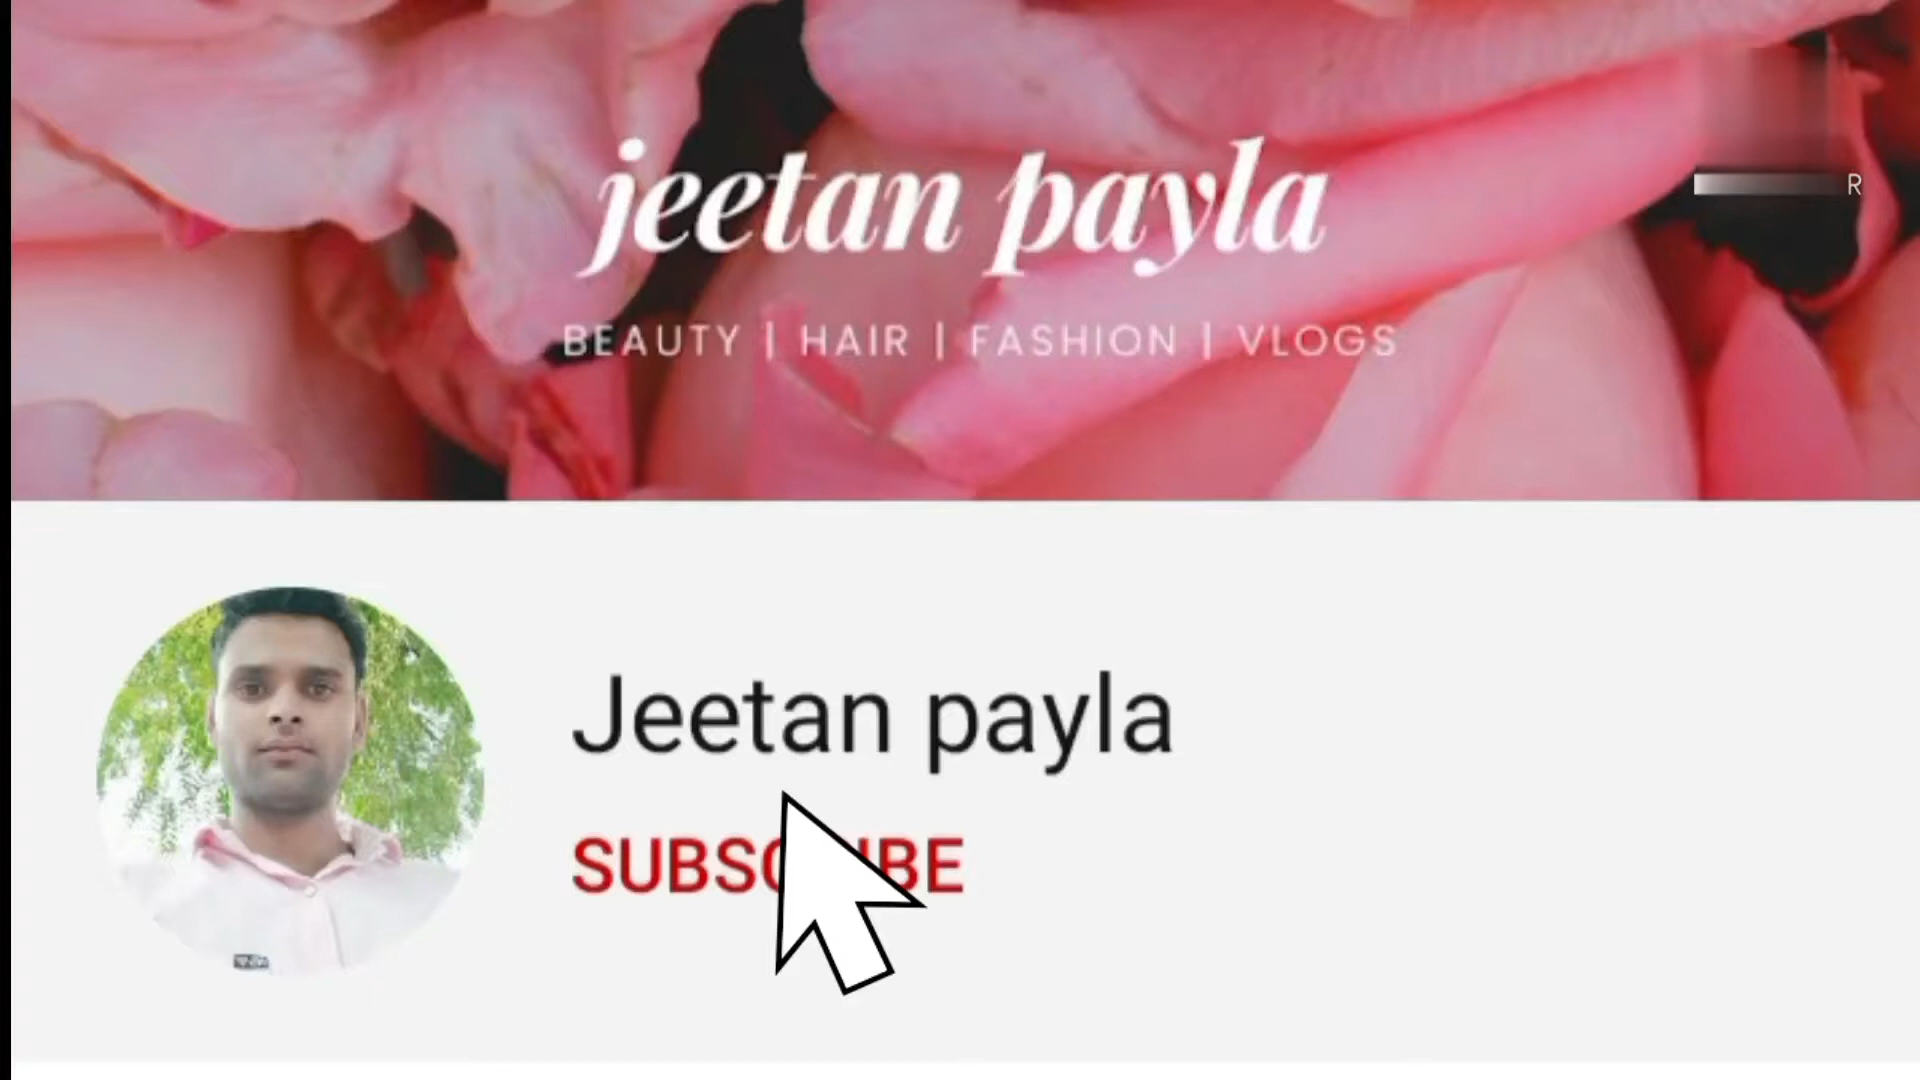 jeetan payla
R
BEAUTY | HAIR | FASHION | VLOGS
Jeetan payla
SUBSCRIBE